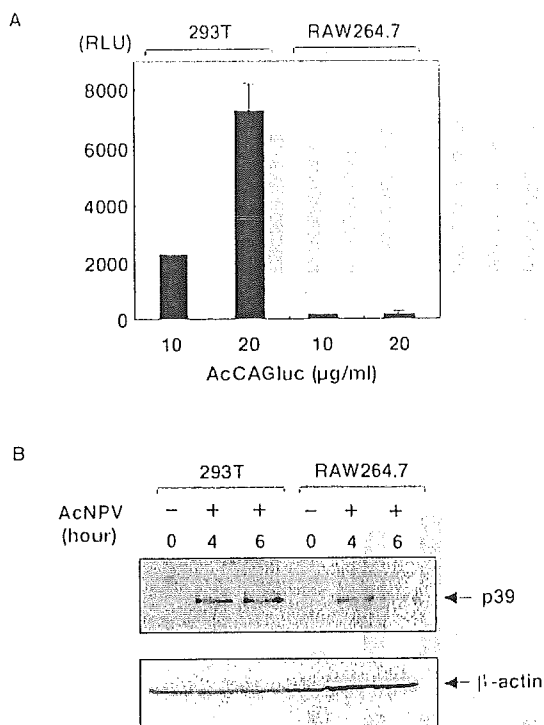 A
(RLU)
293T RAW264.7
8000
6000
4000
2000
0
10 20 10 20
AcCAGluc (µg/ml)
B
293T RAW264.7
AcNPV − + + − + +
(hour) 0 4 6 0 4 6
p39
β-actin